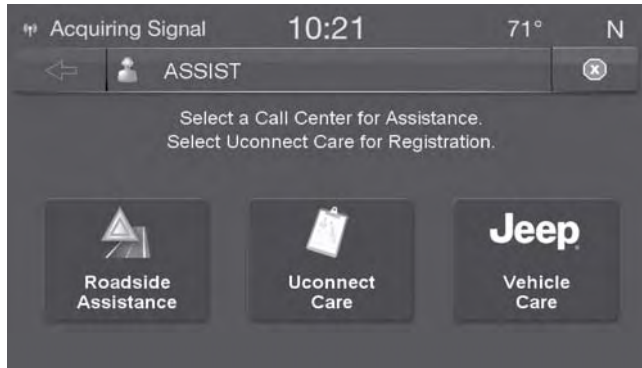 Acquiring Signal 10:21 71° N
ASSIST
Select a Call Center for Assistance.
Select Uconnect Care for Registration.
Jeep
Roadside Uconnect Vehicle
Assistance Care Care